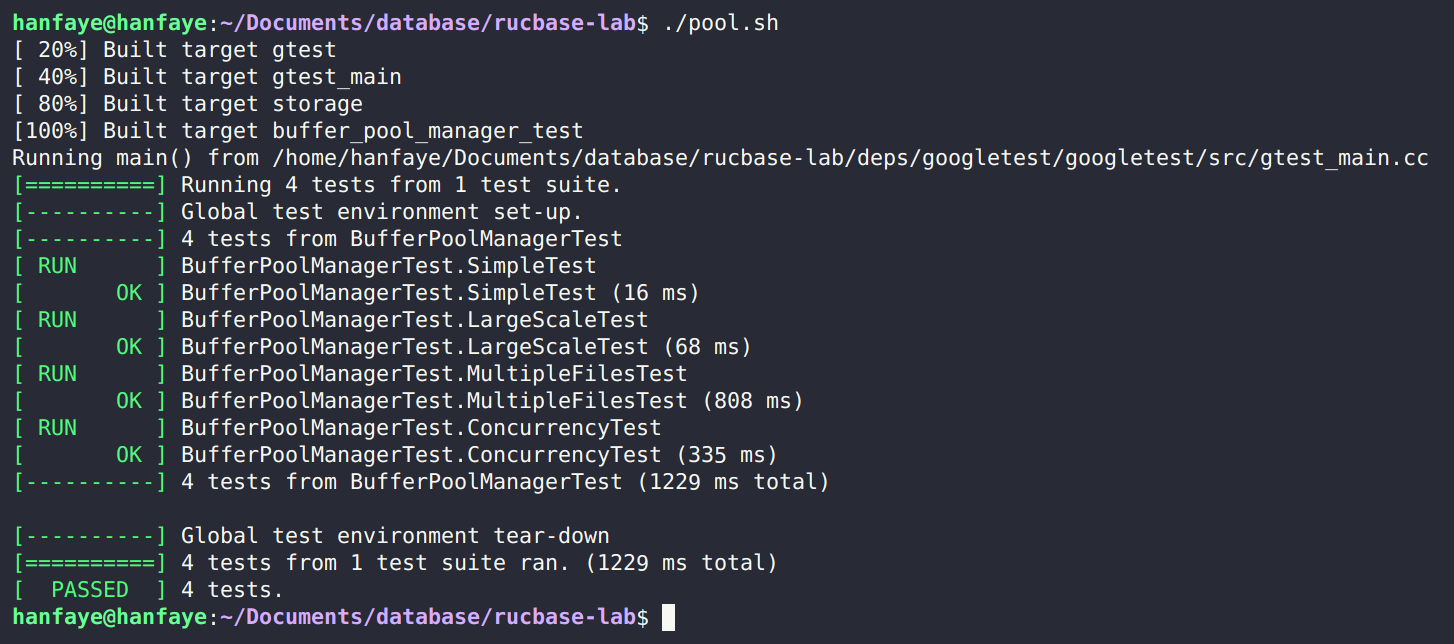 hanfaye@hanfaye:~/Documents/database/rucbase-lab$ ./pool.sh
[ 20%] Built target gtest
[ 40%] Built target gtest_main
[ 80%] Built target storage
[100%] Built target buffer_pool_manager_test
Running main() from /home/hanfaye/Documents/database/rucbase-lab/deps/googletest/googletest/src/gtest_main.cc
[==========] Running 4 tests from 1 test suite.
[----------] Global test environment set-up.
[----------] 4 tests from BufferPoolManagerTest
[ RUN      ] BufferPoolManagerTest.SimpleTest
[       OK ] BufferPoolManagerTest.SimpleTest (16 ms)
[ RUN      ] BufferPoolManagerTest.LargeScaleTest
[       OK ] BufferPoolManagerTest.LargeScaleTest (68 ms)
[ RUN      ] BufferPoolManagerTest.MultipleFilesTest
[       OK ] BufferPoolManagerTest.MultipleFilesTest (808 ms)
[ RUN      ] BufferPoolManagerTest.ConcurrencyTest
[       OK ] BufferPoolManagerTest.ConcurrencyTest (335 ms)
[----------] 4 tests from BufferPoolManagerTest (1229 ms total)

[----------] Global test environment tear-down
[==========] 4 tests from 1 test suite ran. (1229 ms total)
[  PASSED  ] 4 tests.
hanfaye@hanfaye:~/Documents/database/rucbase-lab$